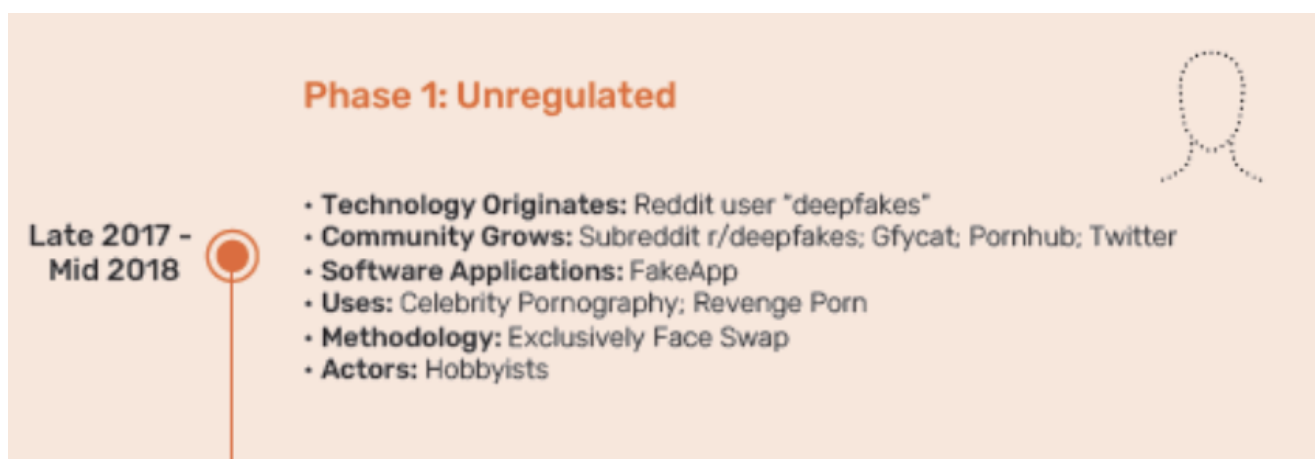 Phase 1: Unregulated
Late 2017 -
Mid 2018
• Technology Originates: Reddit user "deepfakes"
• Community Grows: Subreddit r/deepfakes; Gfycat; Pornhub; Twitter
• Software Applications: FakeApp
• Uses: Celebrity Pornography; Revenge Porn
• Methodology: Exclusively Face Swap
• Actors: Hobbyists